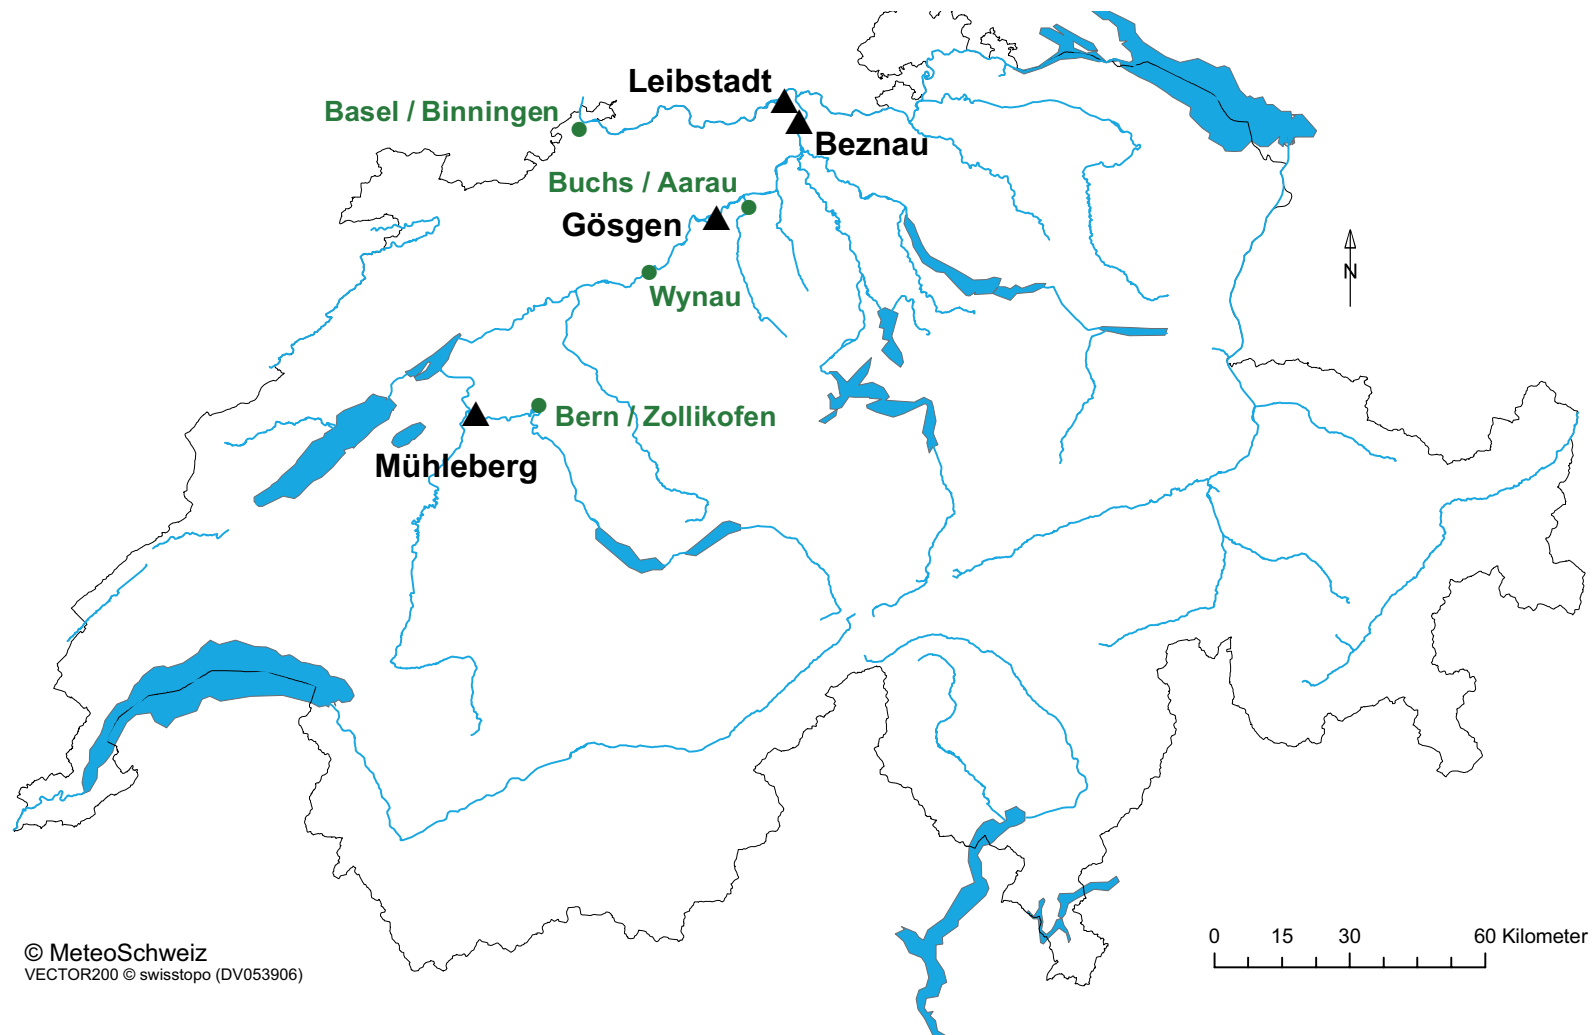 Leibstadt
Basel / Binningen
Beznau
Buchs / Aarau
Gösgen
N
Wynau
Bern / Zollikofen
Mühleberg
0 15 30 60 Kilometer
© MeteoSchweiz
VECTOR200 © swisstopo (DV053906)